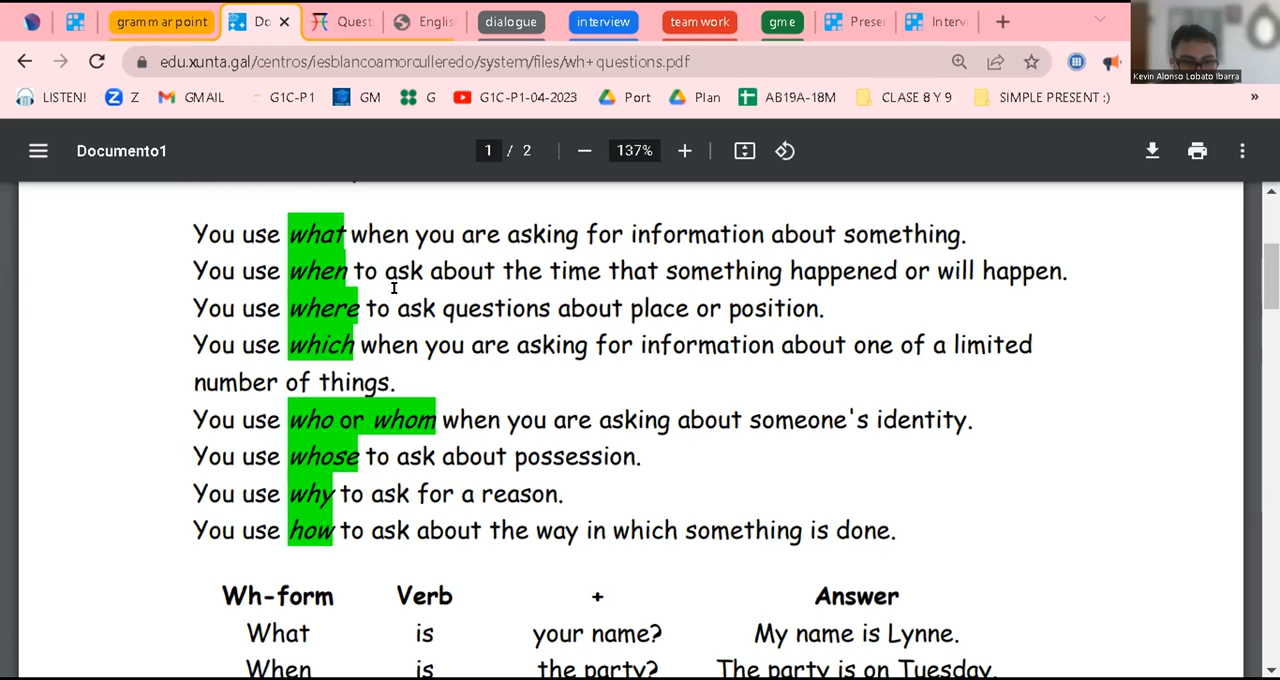 grammar point
Do
Questi
Englis
dialogue
interview
team work
gme
Preser
Interv
edu.xunta.gal/centros/iesblancoamorculleredo/system/files/wh+questions.pdf
Kevin Alonso Lobato Ibarra
LISTEN! Z GMAIL G1C-P1 GM G G1C-P1-04-2023 Port Plan AB19A-18M CLASE 8 Y 9 SIMPLE PRESENT :) »
Documento1 1 / 2 137%
You use what when you are asking for information about something.
You use when to ask about the time that something happened or will happen.
You use where to ask questions about place or position.
You use which when you are asking for information about one of a limited
number of things.
You use who or whom when you are asking about someone's identity.
You use whose to ask about possession.
You use why to ask for a reason.
You use how to ask about the way in which something is done.
Wh-form Verb + Answer
What is your name? My name is Lynne.
When is the party? The party is on Tuesday.